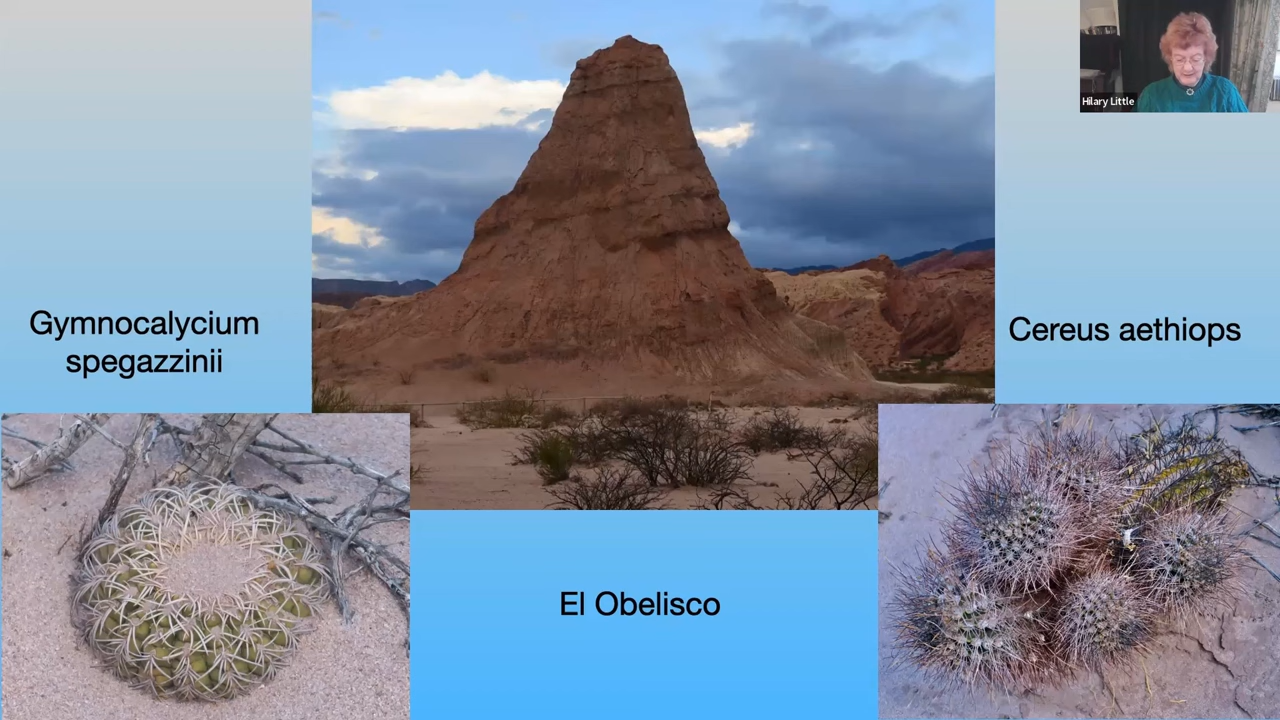 Hilary Little
Gymnocalycium
spegazzinii
Cereus aethiops
El Obelisco